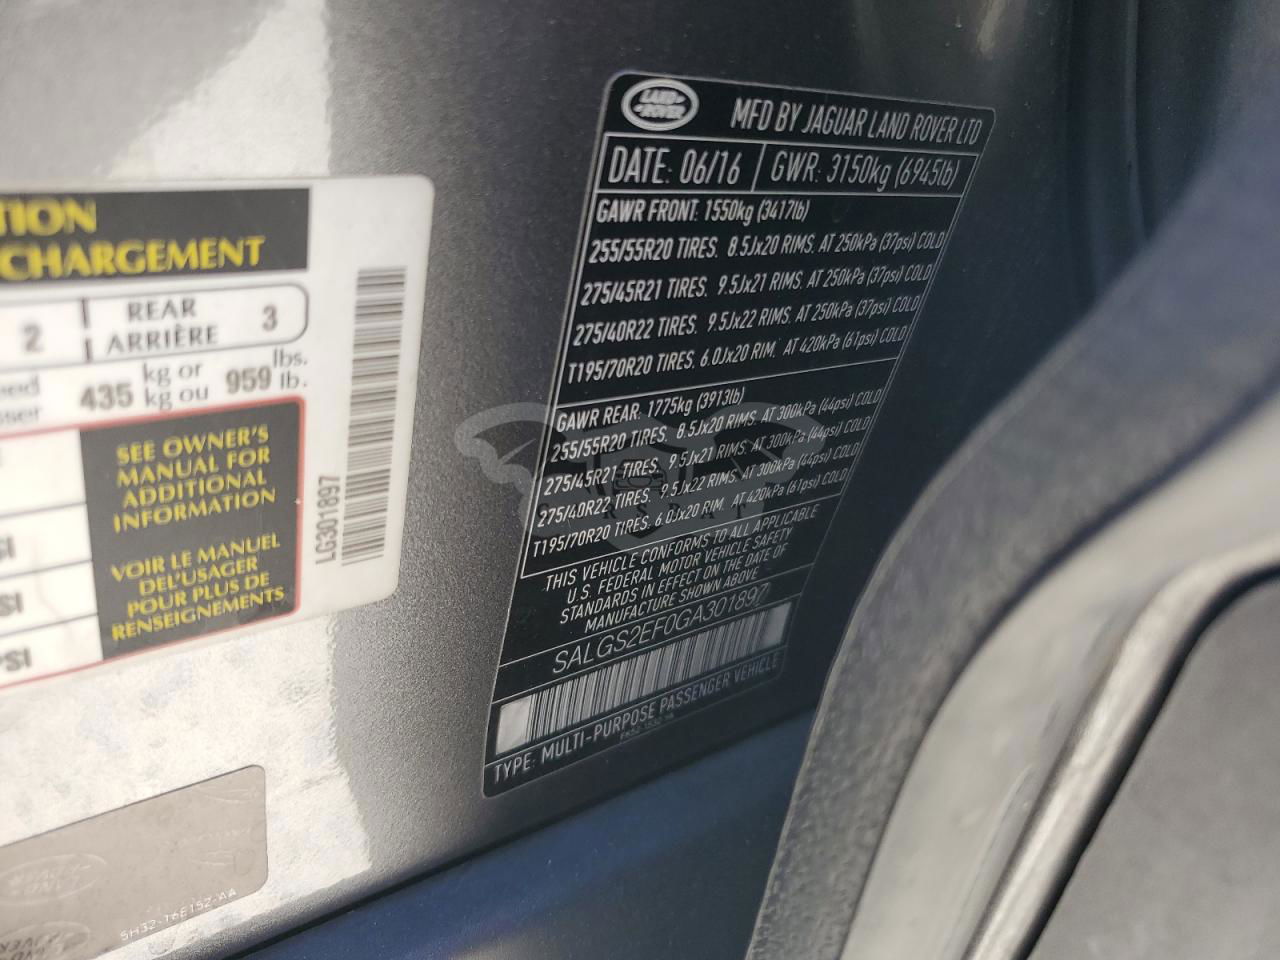 TION
CHARGEMENT
2 REAR ARRIÈRE 3
435 kg or kg ou 959 lbs. lb.
SEE OWNER'S
MANUAL FOR
ADDITIONAL
INFORMATION
VOIR LE MANUEL
DEL'USAGER
POUR PLUS DE
RENSEIGNEMENTS
SI
SI
PSI
LG301897
5H32-16E152-AA
LAND ROVER
MFD BY JAGUAR LAND ROVER LTD
DATE: 06/16 GWR: 3150kg (6945lb)
GAWR FRONT: 1550kg (3417lb)
255/55R20 TIRES. 8.5Jx20 RIMS. AT 250kPa (37psi) COLD
275/45R21 TIRES. 9.5Jx21 RIMS. AT 250kPa (37psi) COLD
275/40R22 TIRES. 9.5Jx22 RIMS. AT 250kPa (37psi) COLD
T195/70R20 TIRES. 6.0Jx20 RIM. AT 420kPa (61psi) COLD
GAWR REAR: 1775kg (3913lb)
255/55R20 TIRES. 8.5Jx20 RIMS. AT 300kPa (44psi) COLD
275/45R21 TIRES. 9.5Jx21 RIMS. AT 300kPa (44psi) COLD
275/40R22 TIRES. 9.5Jx22 RIMS. AT 300kPa (44psi) COLD
T195/70R20 TIRES. 6.0Jx20 RIM. AT 420kPa (61psi) COLD
THIS VEHICLE CONFORMS TO ALL APPLICABLE
U.S. FEDERAL MOTOR VEHICLE SAFETY
STANDARDS IN EFFECT ON THE DATE OF
MANUFACTURE SHOWN ABOVE
SALGS2EF0GA301897
TYPE: MULTI-PURPOSE PASSENGER VEHICLE